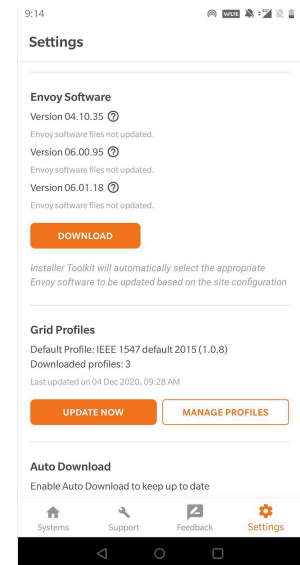 9:14
VoLTE
Settings
Envoy Software
Version 04.10.35
Envoy software files not updated.
Version 06.00.95
Envoy software files not updated.
Version 06.01.18
Envoy software files not updated.
DOWNLOAD
Installer Toolkit will automatically select the appropriate
Envoy software to be updated based on the site configuration
Grid Profiles
Default Profile: IEEE 1547 default 2015 (1.0.8)
Downloaded profiles: 3
Last updated on 04 Dec 2020, 09:28 AM
UPDATE NOW
MANAGE PROFILES
Auto Download
Enable Auto Download to keep up to date
Systems
Support
Feedback
Settings